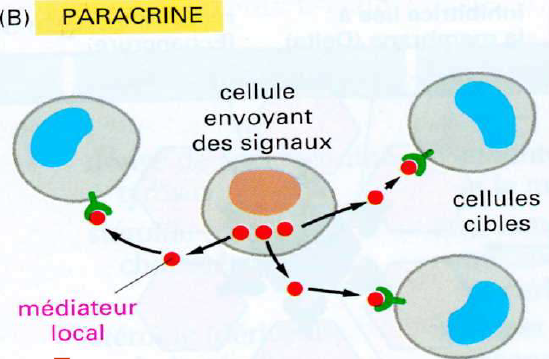 (B) PARACRINE
cellule
envoyant
des signaux
cellules
cibles
médiateur
local